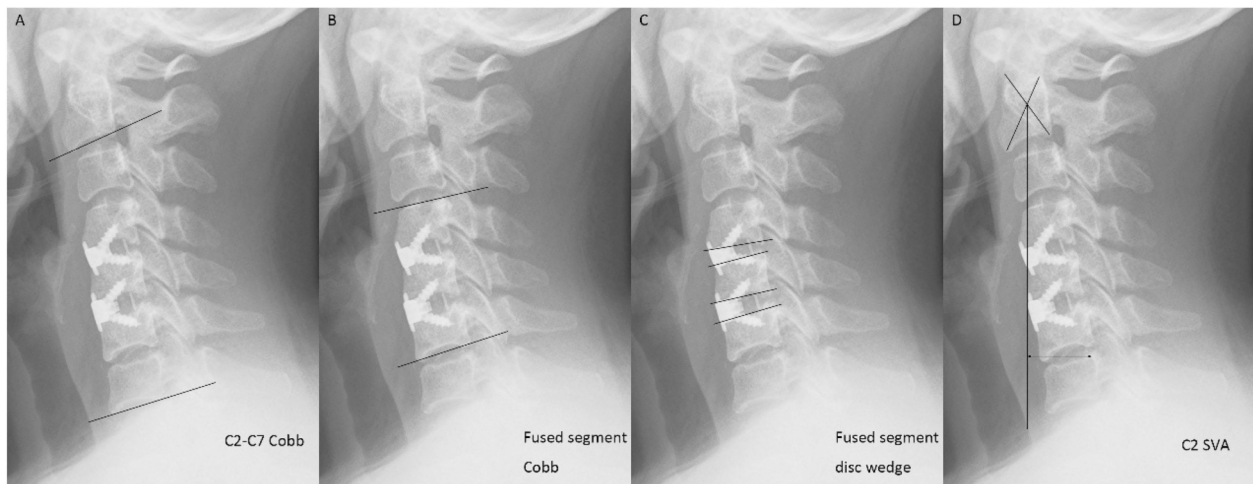 A
B
C
D
C2-C7 Cobb
Fused segment
Cobb
Fused segment
disc wedge
C2 SVA